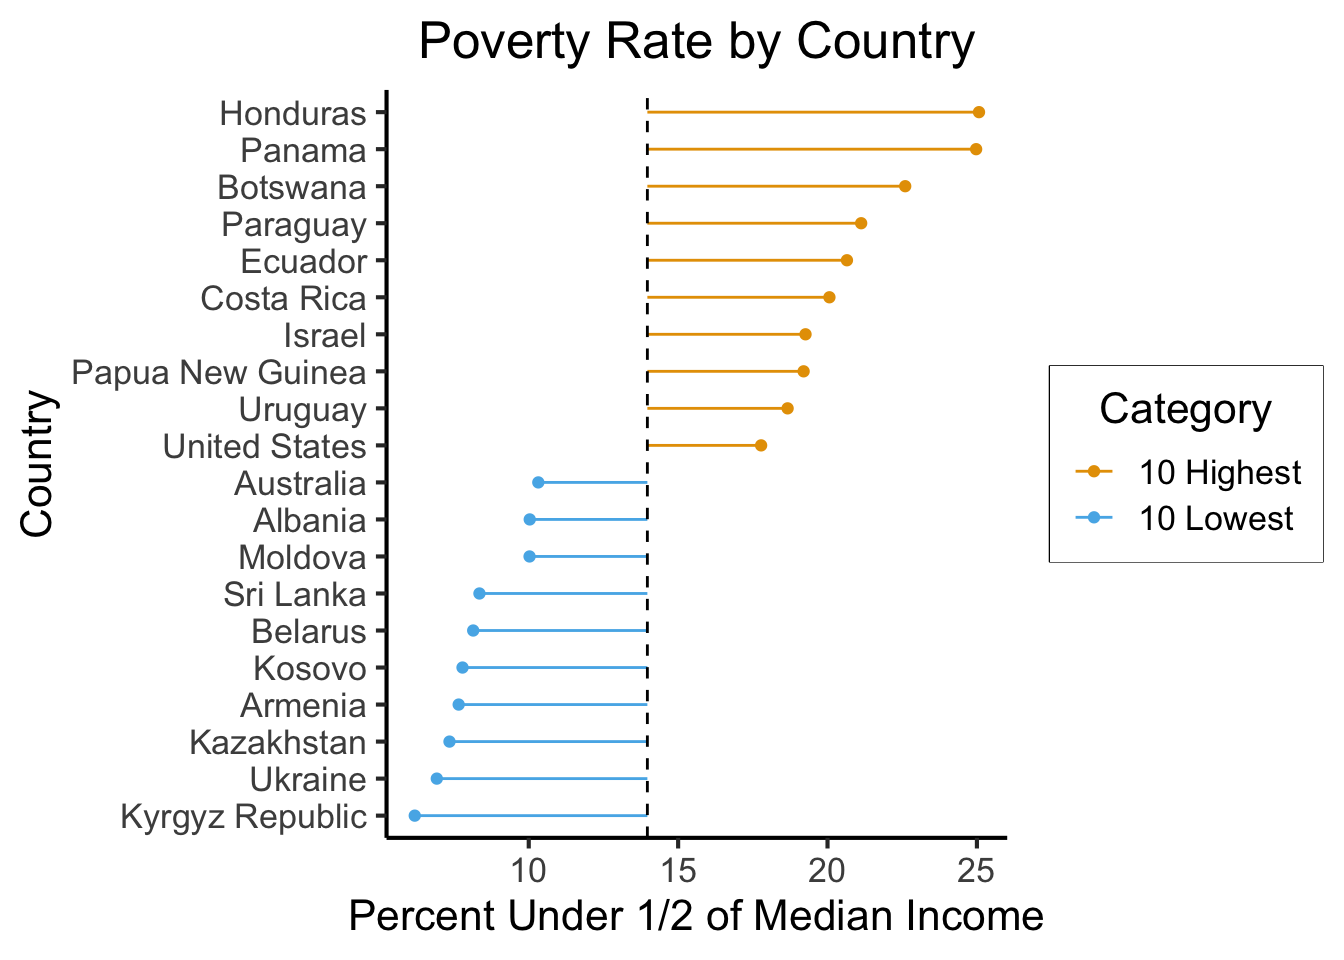 Poverty Rate by Country
Country
Honduras
Panama
Botswana
Paraguay
Ecuador
Costa Rica
Israel
Papua New Guinea
Uruguay
United States
Australia
Albania
Moldova
Sri Lanka
Belarus
Kosovo
Armenia
Kazakhstan
Ukraine
Kyrgyz Republic
10 15 20 25
Percent Under 1/2 of Median Income
Category
10 Highest
10 Lowest